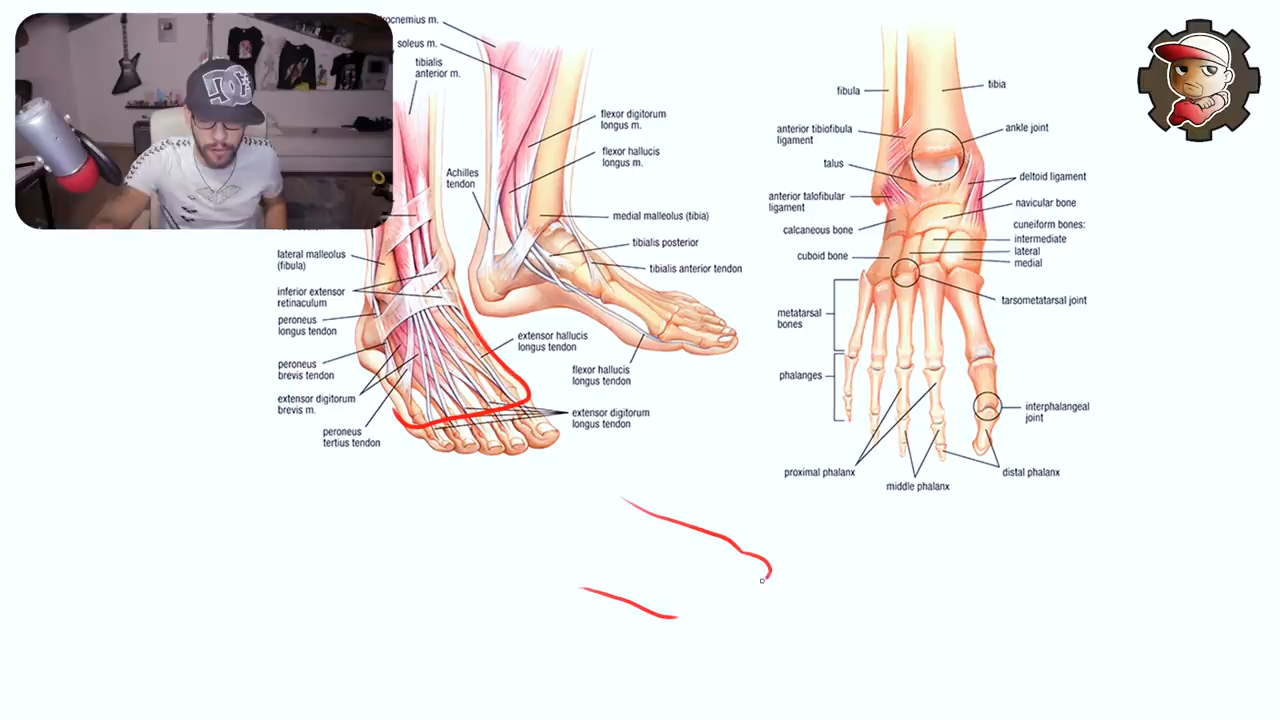 soleus m.
tibialis
anterior m.
Achilles
tendon
lateral malleolus
(fibula)
inferior extensor
retinaculum
peroneus
longus tendon
peroneus
brevis tendon
extensor digitorum
brevis m.
peroneus
tertius tendon
flexor digitorum
longus m.
flexor hallucis
longus m.
medial malleolus (tibia)
tibialis posterior
tibialis anterior tendon
extensor hallucis
longus tendon
flexor hallucis
longus tendon
extensor digitorum
longus tendon
fibula
anterior tibiofibula
ligament
talus
anterior talofibular
ligament
calcaneous bone
cuboid bone
metatarsal
bones
phalanges
proximal phalanx
middle phalanx
tibia
ankle joint
deltoid ligament
navicular bone
cuneiform bones:
intermediate
lateral
medial
tarsometatarsal joint
interphalangeal
joint
distal phalanx